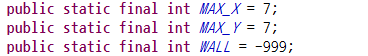 public static final int MAX_X = 7;
public static final int MAX_Y = 7;
public static final int WALL = -999;